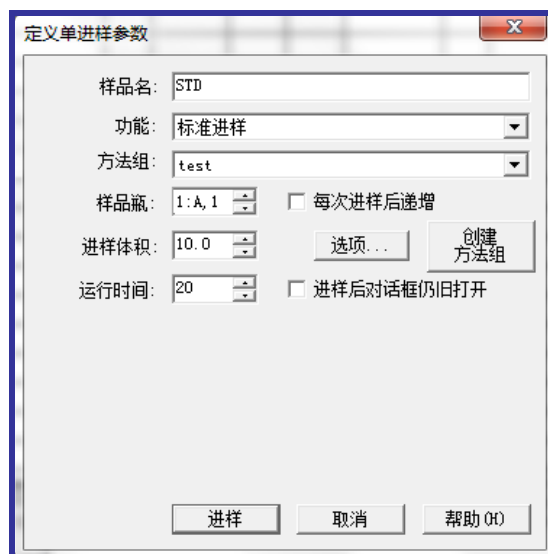 定义单进样参数
样品名: STD
功能: 标准进样
方法组: test
样品瓶: 1:A,1 每次进样后递增
进样体积: 10.0 选项... 创建
方法组
运行时间: 20 进样后对话框仍旧打开
进样 取消 帮助(H)